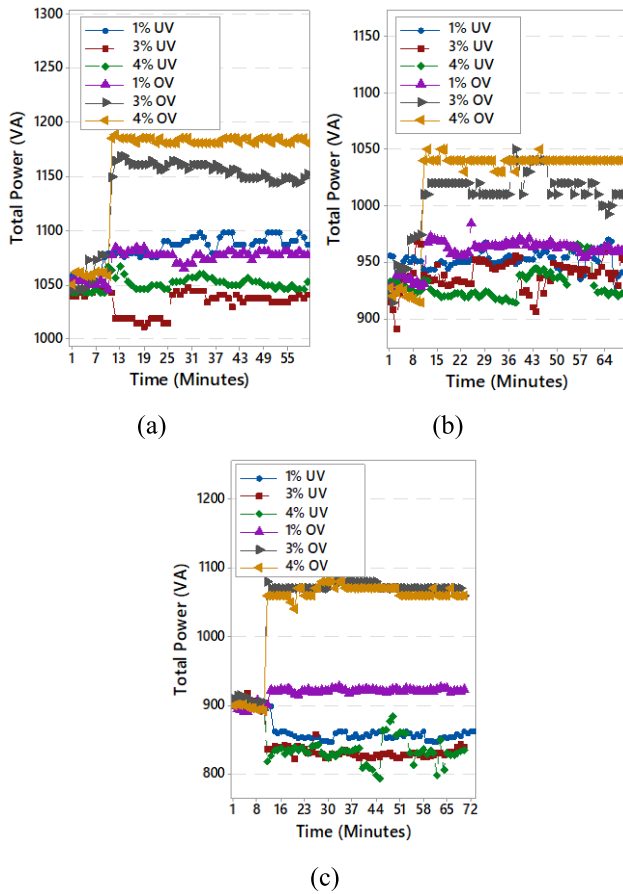 1% UV
3% UV
4% UV
1% OV
3% OV
4% OV
Total Power (VA)
1300
1250
1200
1150
1100
1050
1000
1 7 13 19 25 31 37 43 49 55
Time (Minutes)
(a)
1% UV
3% UV
4% UV
1% OV
3% OV
4% OV
Total Power (VA)
1150
1100
1050
1000
950
900
1 8 15 22 29 36 43 50 57 64
Time (Minutes)
(b)
1% UV
3% UV
4% UV
1% OV
3% OV
4% OV
Total Power (VA)
1200
1100
1000
900
800
1 8 16 23 30 37 44 51 58 65 72
Time (Minutes)
(c)